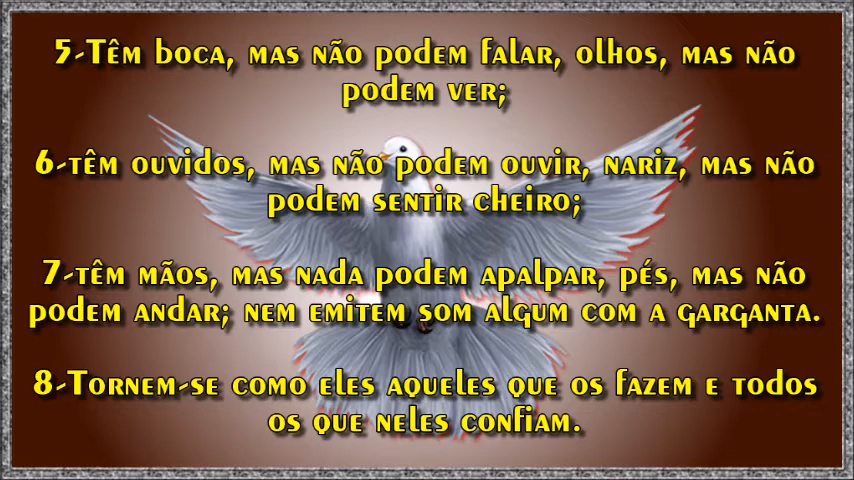 5-Têm boca, mas não podem falar, olhos, mas não
podem ver;
6-têm ouvidos, mas não podem ouvir, nariz, mas não
podem sentir cheiro;
7-têm mãos, mas nada podem apalpar, pés, mas não
podem andar; nem emitem som algum com a garganta.
8-Tornem-se como eles aqueles que os fazem e todos
os que neles confiam.